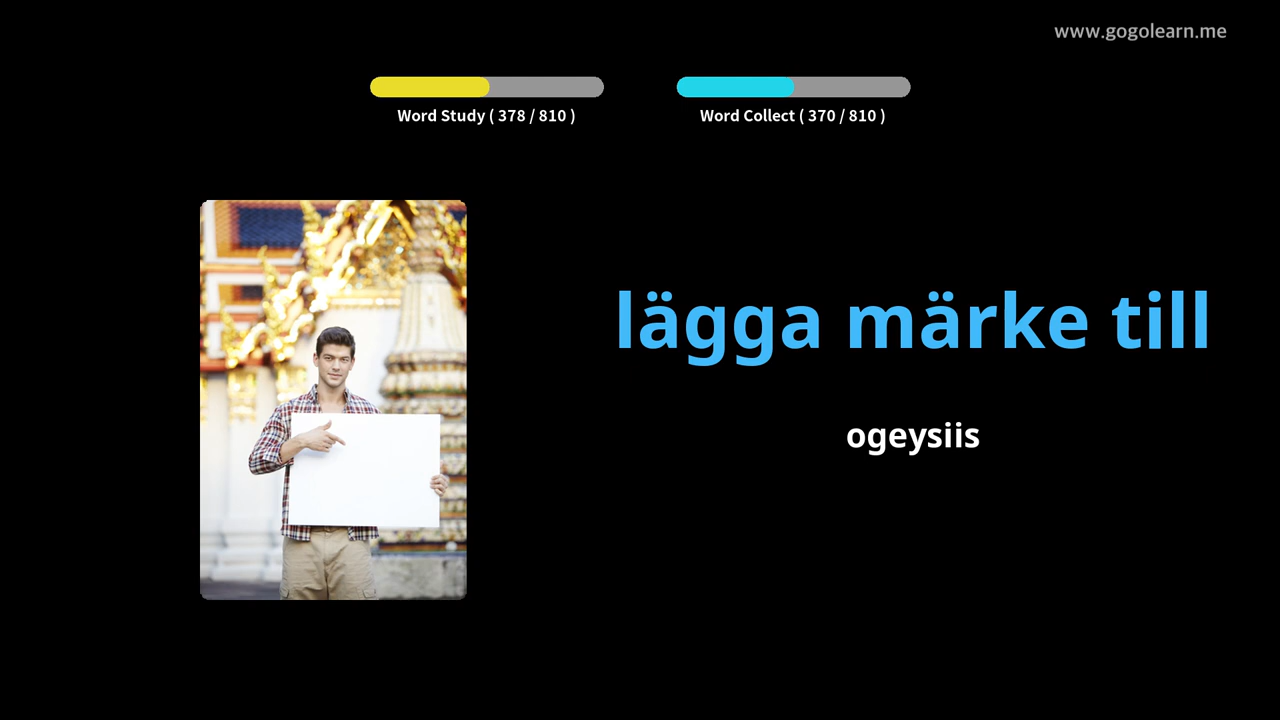 www.gogolearn.me
Word Study ( 378 / 810 )
Word Collect ( 370 / 810 )
lägga märke till
ogeysiis